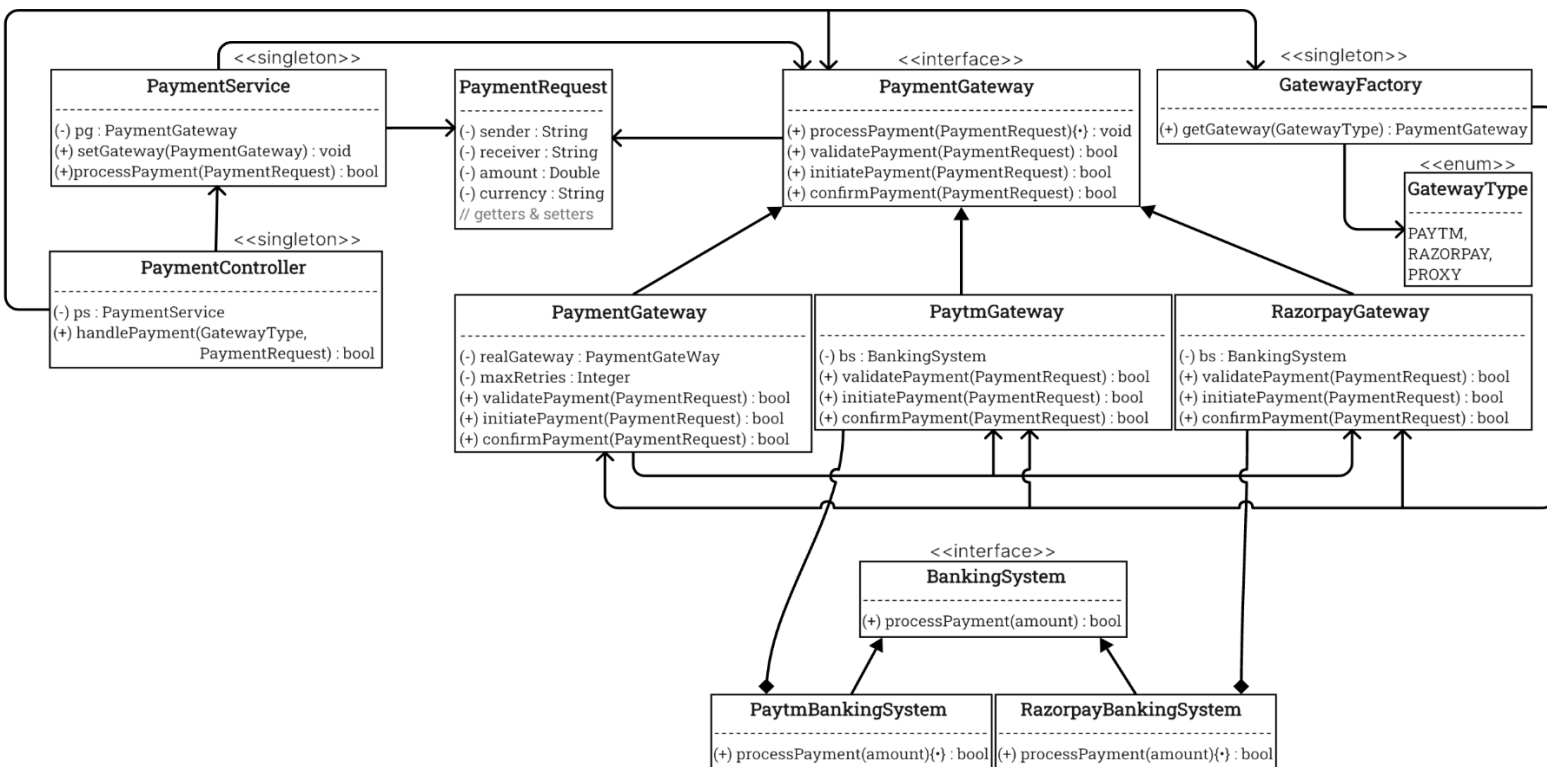 <<singleton>>
PaymentService
(-) pg : PaymentGateway
(+) setGateway(PaymentGateway) : void
(+)processPayment(PaymentRequest) : bool
PaymentRequest
(-) sender : String
(-) receiver : String
(-) amount : Double
(-) currency : String
// getters & setters
<<interface>>
PaymentGateway
(+) processPayment(PaymentRequest){•} : void
(+) validatePayment(PaymentRequest) : bool
(+) initiatePayment(PaymentRequest) : bool
(+) confirmPayment(PaymentRequest) : bool
<<singleton>>
GatewayFactory
(+) getGateway(GatewayType) : PaymentGateway
<<enum>>
GatewayType
PAYTM,
RAZORPAY,
PROXY
<<singleton>>
PaymentController
(-) ps : PaymentService
(+) handlePayment(GatewayType,
PaymentRequest) : bool
PaymentGateway
(-) realGateway : PaymentGateWay
(-) maxRetries : Integer
(+) validatePayment(PaymentRequest) : bool
(+) initiatePayment(PaymentRequest) : bool
(+) confirmPayment(PaymentRequest) : bool
PaytmGateway
(-) bs : BankingSystem
(+) validatePayment(PaymentRequest) : bool
(+) initiatePayment(PaymentRequest) : bool
(+) confirmPayment(PaymentRequest) : bool
RazorpayGateway
(-) bs : BankingSystem
(+) validatePayment(PaymentRequest) : bool
(+) initiatePayment(PaymentRequest) : bool
(+) confirmPayment(PaymentRequest) : bool
<<interface>>
BankingSystem
(+) processPayment(amount) : bool
PaytmBankingSystem
(+) processPayment(amount){•} : bool
RazorpayBankingSystem
(+) processPayment(amount){•} : bool